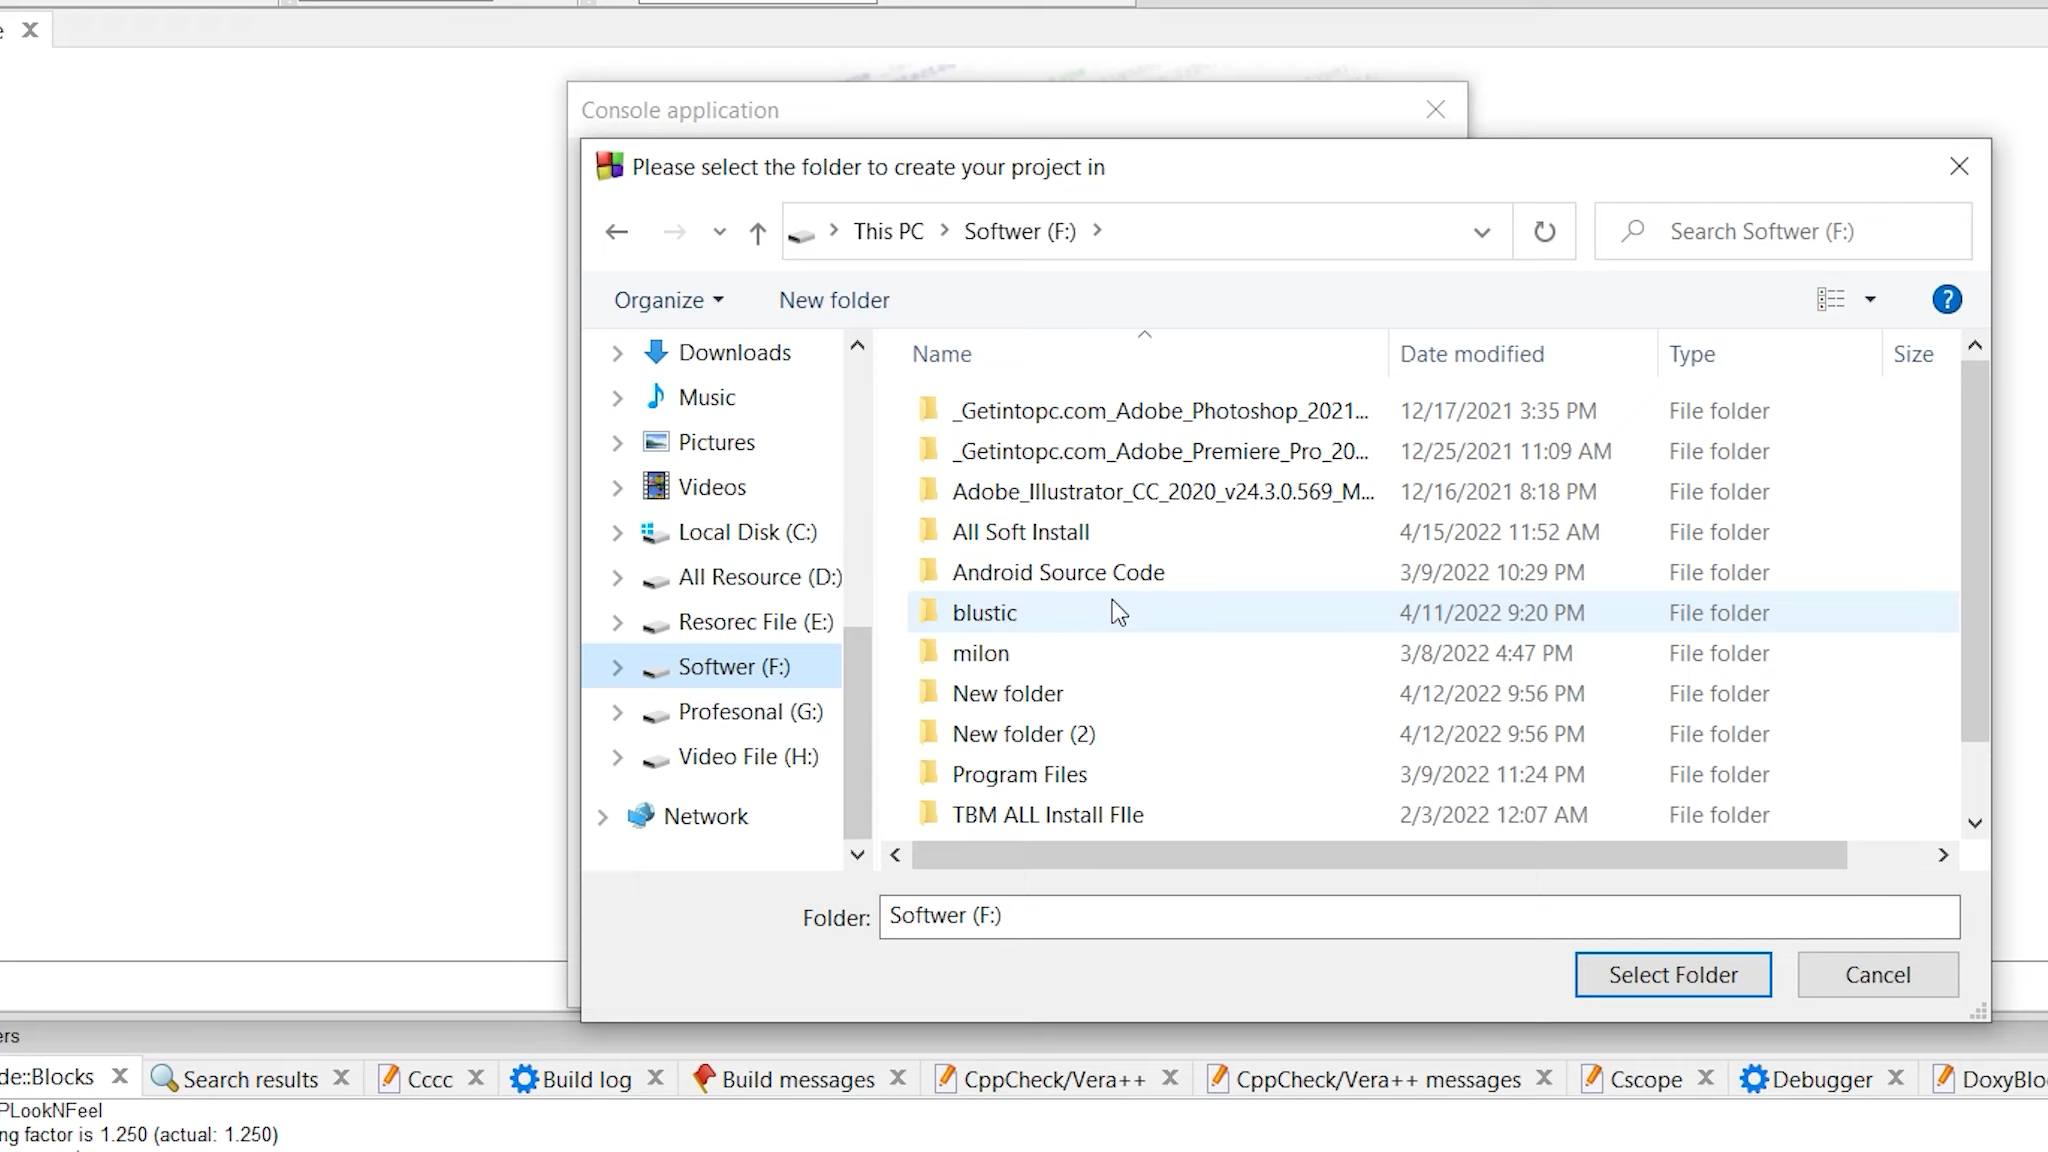 e
Console application
Please select the folder to create your project in
This PC
Softwer (F:)
Search Softwer (F:)
Organize
New folder
?
Name
Date modified
Type
Size
Downloads
Music
Pictures
Videos
Local Disk (C:)
All Resource (D:)
Resorec File (E:)
Softwer (F:)
Profesonal (G:)
Video File (H:)
Network
_Getintopc.com_Adobe_Photoshop_2021... 12/17/2021 3:35 PM File folder
_Getintopc.com_Adobe_Premiere_Pro_20... 12/25/2021 11:09 AM File folder
Adobe_Illustrator_CC_2020_v24.3.0.569_M... 12/16/2021 8:18 PM File folder
All Soft Install 4/15/2022 11:52 AM File folder
Android Source Code 3/9/2022 10:29 PM File folder
blustic 4/11/2022 9:20 PM File folder
milon 3/8/2022 4:47 PM File folder
New folder 4/12/2022 9:56 PM File folder
New folder (2) 4/12/2022 9:56 PM File folder
Program Files 3/9/2022 11:24 PM File folder
TBM ALL Install FIle 2/3/2022 12:07 AM File folder
Folder: Softwer (F:)
Select Folder
Cancel
ers
de::Blocks
Search results
Cccc
Build log
Build messages
CppCheck/Vera++
CppCheck/Vera++ messages
Cscope
Debugger
DoxyBlo
PLookNFeel
ng factor is 1.250 (actual: 1.250)